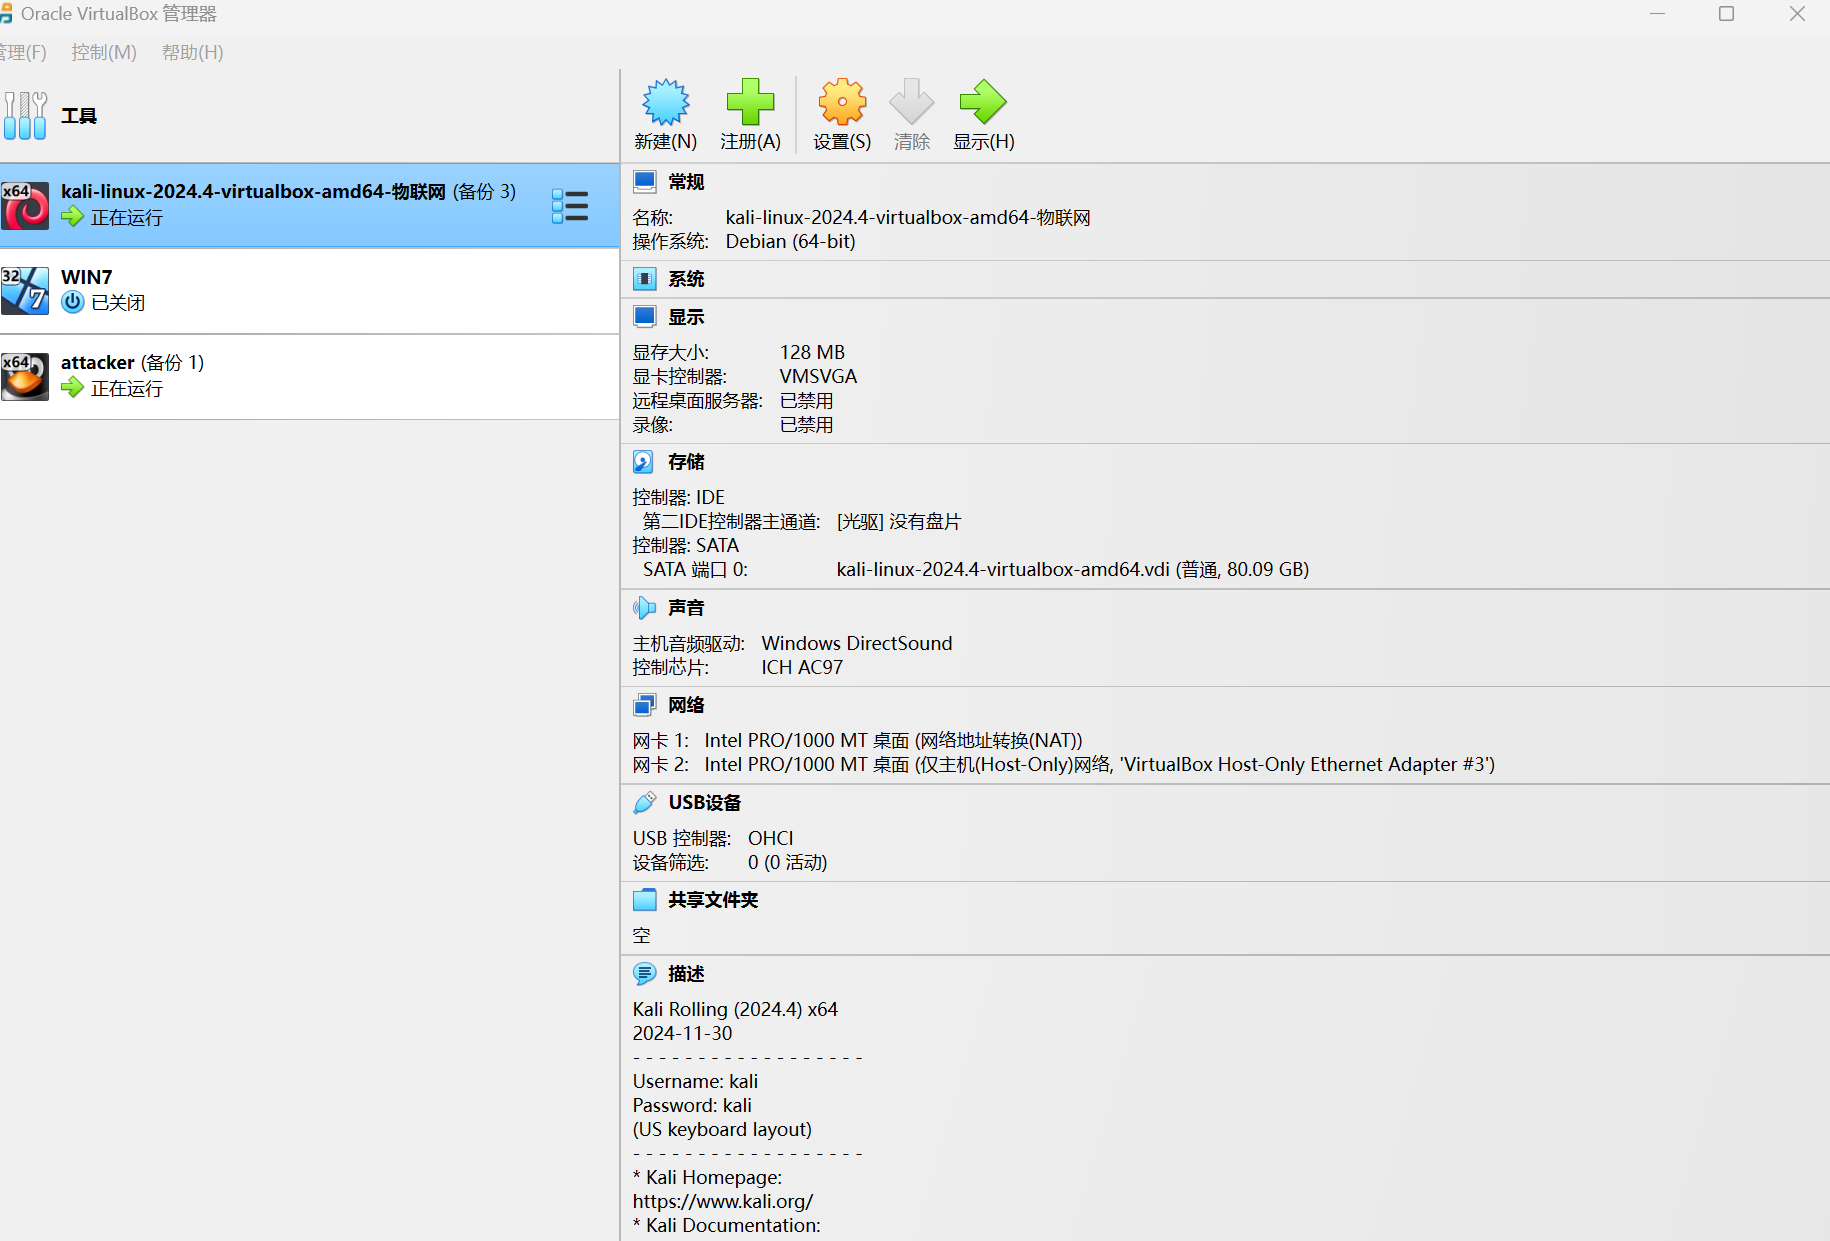 Oracle VirtualBox 管理器
管理(F) 控制(M) 帮助(H)
工具
新建(N) 注册(A) 设置(S) 清除 显示(H)
x64
kali-linux-2024.4-virtualbox-amd64-物联网 (备份 3)
正在运行
32
7
WIN7
已关闭
x64
attacker (备份 1)
正在运行
常规
名称: kali-linux-2024.4-virtualbox-amd64-物联网
操作系统: Debian (64-bit)
系统
显示
显存大小: 128 MB
显卡控制器: VMSVGA
远程桌面服务器: 已禁用
录像: 已禁用
存储
控制器: IDE
第二IDE控制器主通道: [光驱] 没有盘片
控制器: SATA
SATA 端口 0: kali-linux-2024.4-virtualbox-amd64.vdi (普通, 80.09 GB)
声音
主机音频驱动: Windows DirectSound
控制芯片: ICH AC97
网络
网卡 1: Intel PRO/1000 MT 桌面 (网络地址转换(NAT))
网卡 2: Intel PRO/1000 MT 桌面 (仅主机(Host-Only)网络, 'VirtualBox Host-Only Ethernet Adapter #3')
USB设备
USB 控制器: OHCI
设备筛选: 0 (0 活动)
共享文件夹
空
描述
Kali Rolling (2024.4) x64
2024-11-30
- - - - - - - - - - - - - - - - - -
Username: kali
Password: kali
(US keyboard layout)
- - - - - - - - - - - - - - - - - -
* Kali Homepage:
https://www.kali.org/
* Kali Documentation: